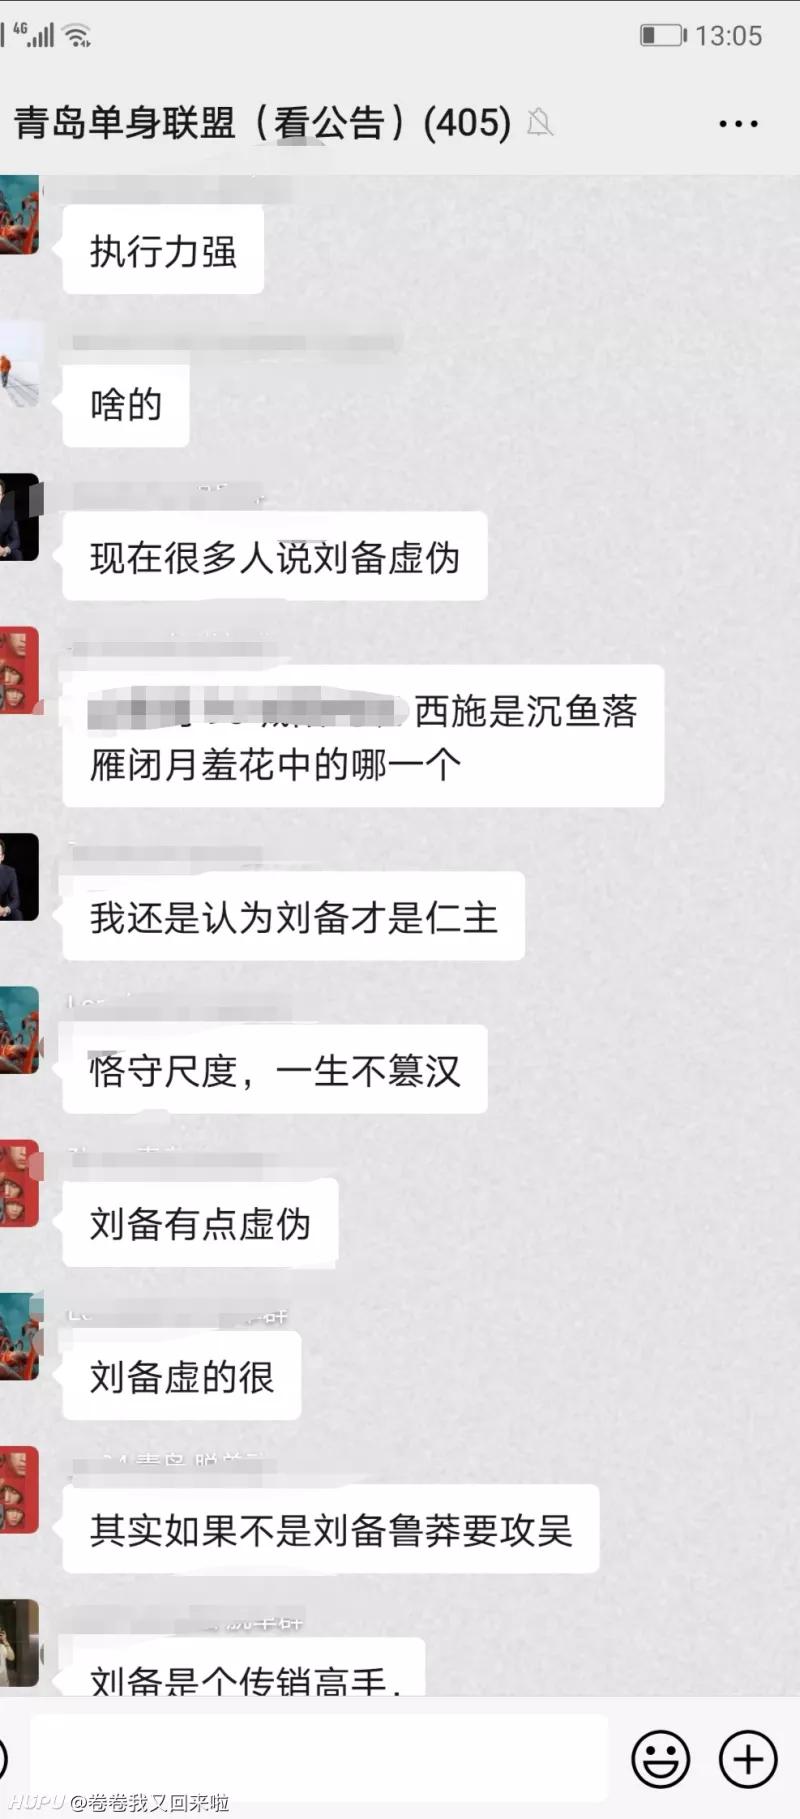 4G
13:05
青岛单身联盟（看公告）(405)
执行力强
啥的
现在很多人说刘备虚伪
西施是沉鱼落
雁闭月羞花中的哪一个
我还是认为刘备才是仁主
恪守尺度，一生不篡汉
刘备有点虚伪
刘备虚的很
其实如果不是刘备鲁莽要攻吴
刘备是个传销高手，
HUPU @卷卷我又回来啦